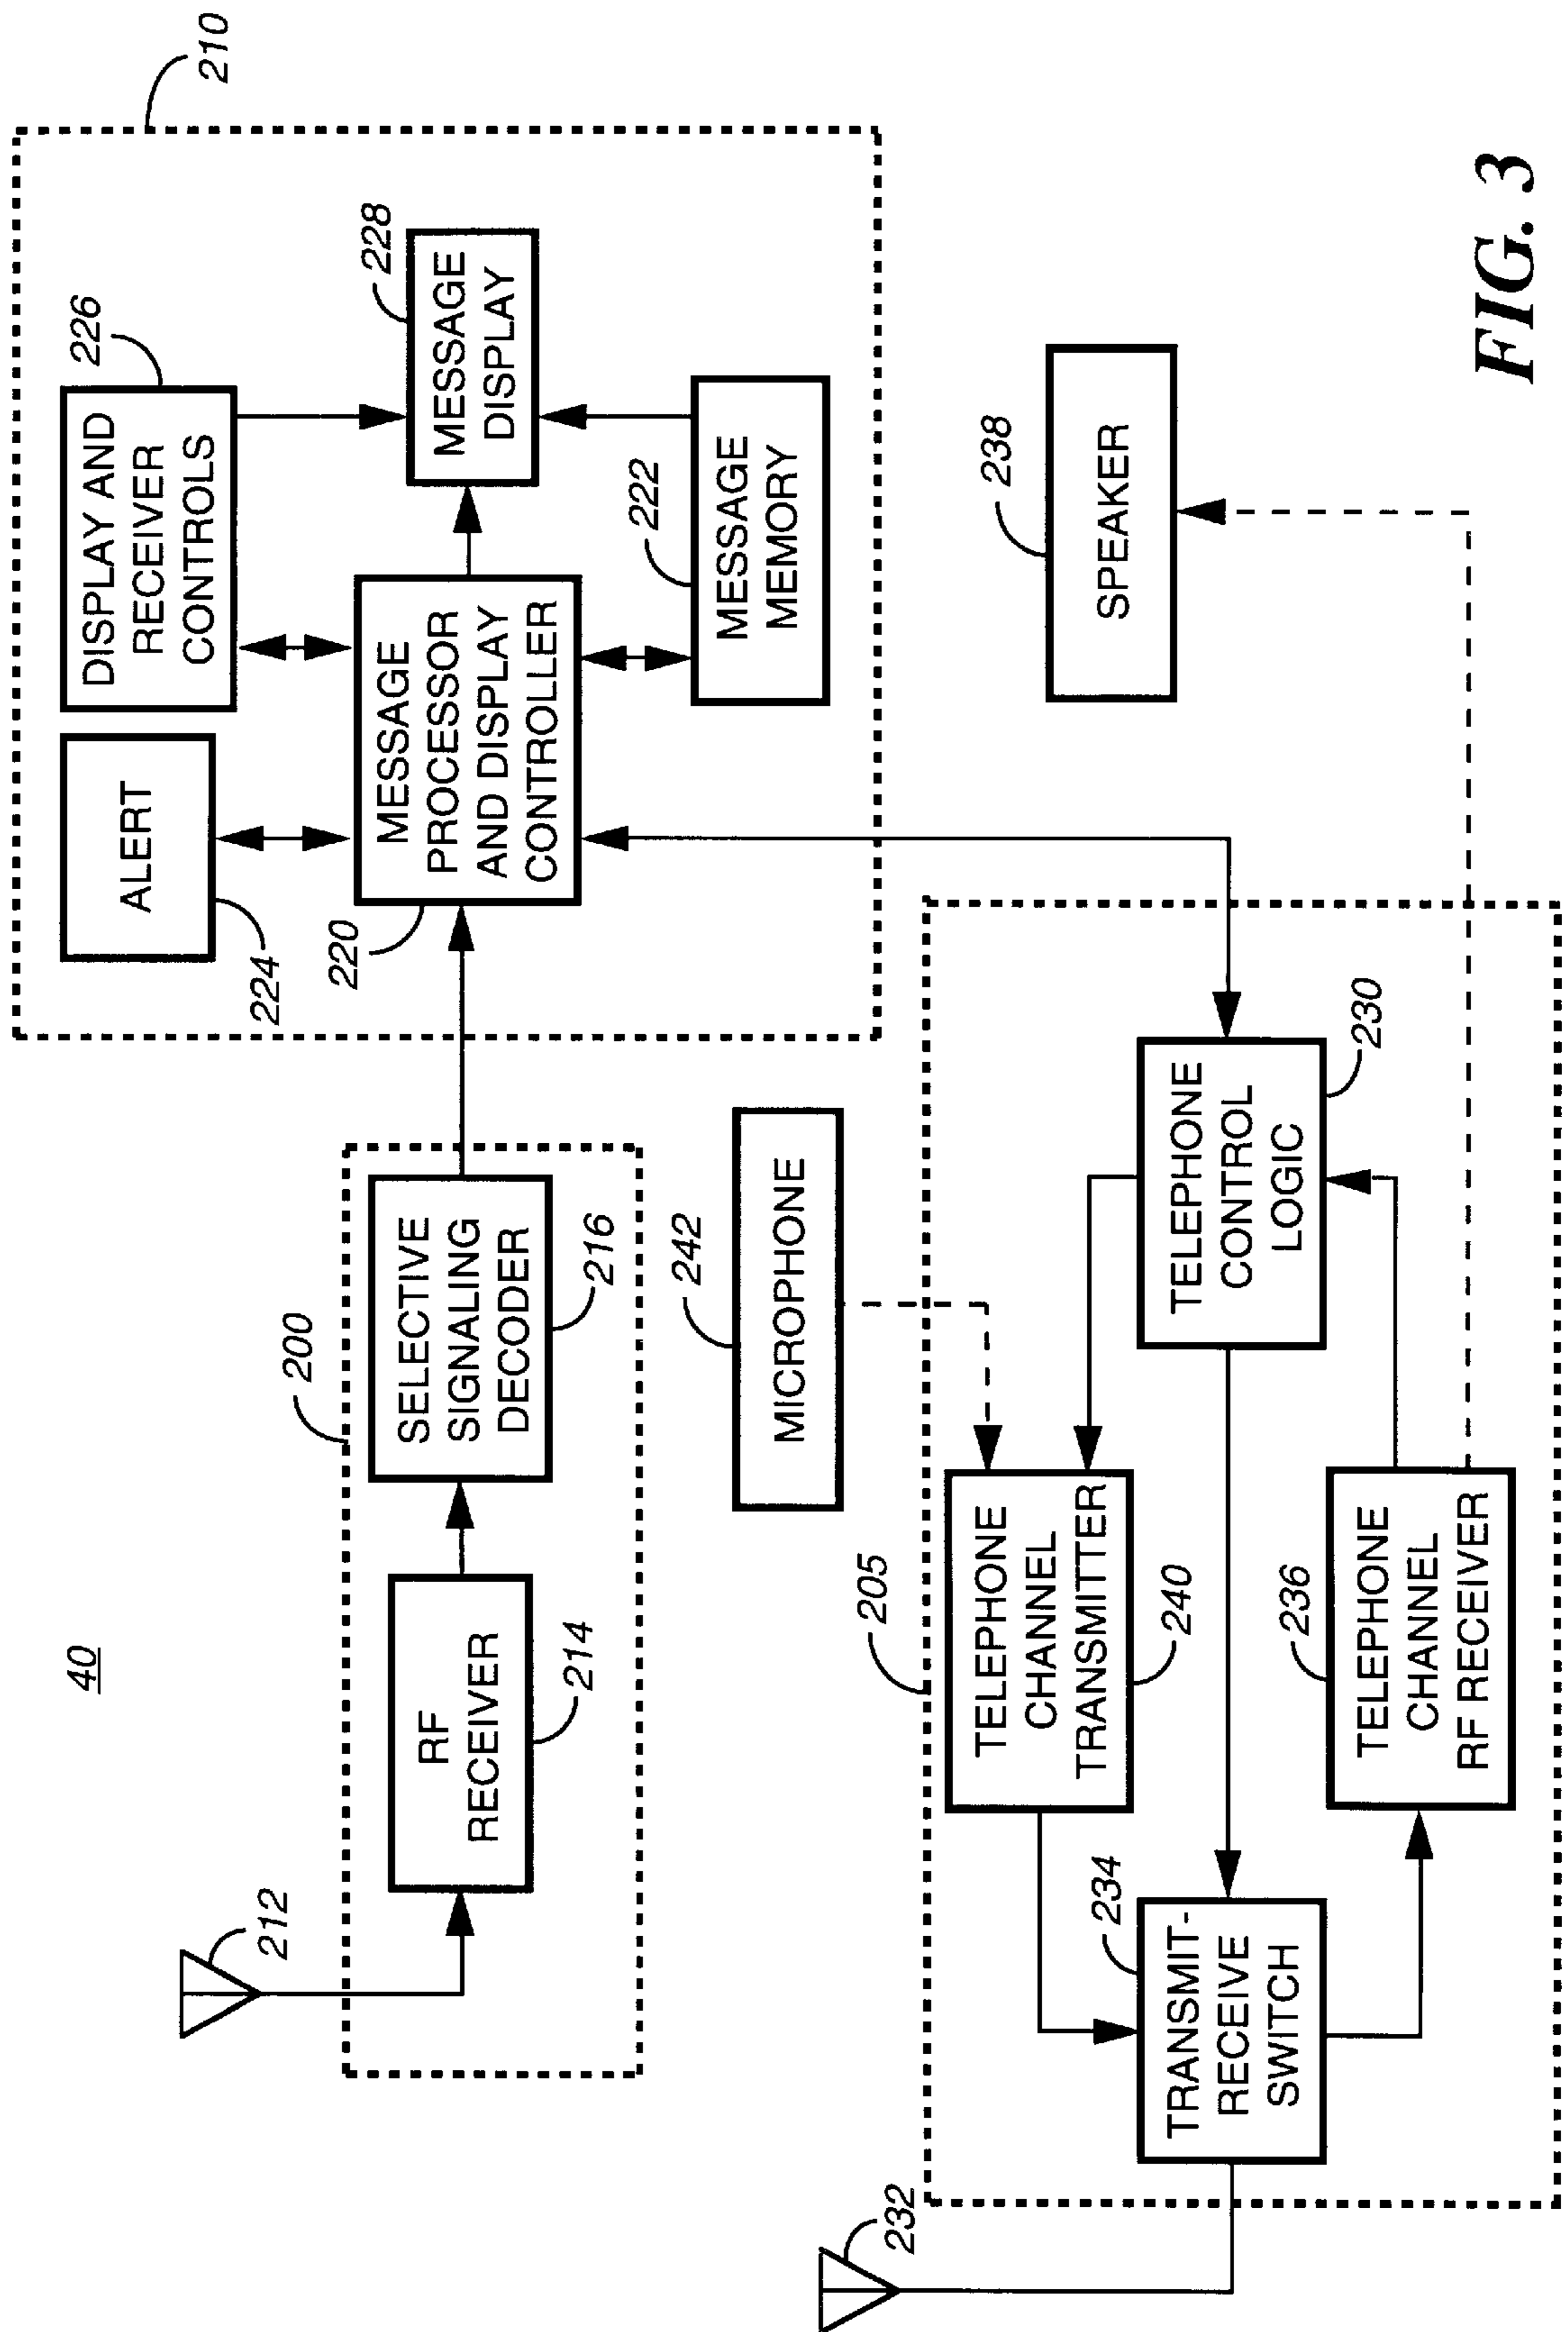 40
212
200
RF
RECEIVER
214
SELECTIVE
SIGNALING
DECODER
216
210
ALERT
224
DISPLAY AND
RECEIVER
CONTROLS
226
220
MESSAGE
PROCESSOR
AND DISPLAY
CONTROLLER
MESSAGE
DISPLAY
228
222
MESSAGE
MEMORY
242
MICROPHONE
238
SPEAKER
232
205
234
TRANSMIT-
RECEIVE
SWITCH
TELEPHONE
CHANNEL
TRANSMITTER
240
236
TELEPHONE
CHANNEL
RF RECEIVER
TELEPHONE
CONTROL
LOGIC
230
FIG. 3